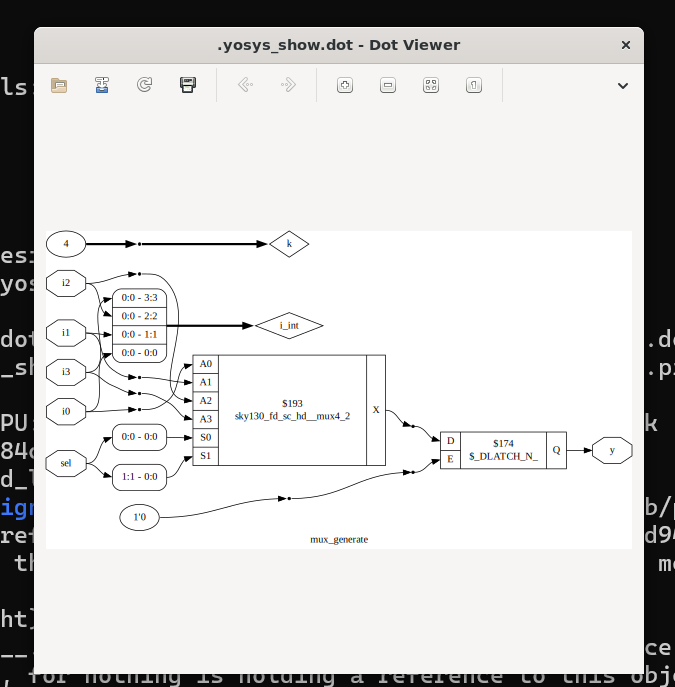 .yosys_show.dot - Dot Viewer
4
k
i2
0:0 - 3:3
0:0 - 2:2
i1
0:0 - 1:1
i_int
0:0 - 0:0
i3
i0
A0
A1
A2
A3
S0
S1
$193
sky130_fd_sc_hd__mux4_2
X
sel
0:0 - 0:0
1:1 - 0:0
D
E
$174
$_DLATCH_N_
Q
y
1'0
mux_generate
, for nothing is holding a reference to this obj